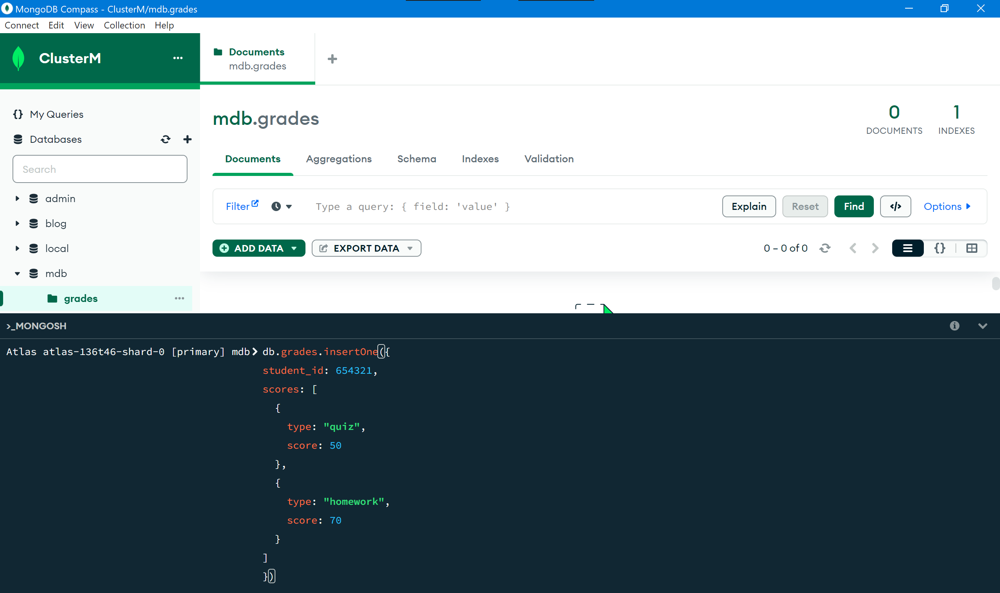 MongoDB Compass - ClusterM/mdb.grades
Connect Edit View Collection Help
ClusterM
Documents
mdb.grades
My Queries
Databases
Search
admin
blog
local
mdb
grades
mdb.grades
0
DOCUMENTS
1
INDEXES
Documents Aggregations Schema Indexes Validation
Filter Type a query: { field: 'value' } Explain Reset Find </> Options
ADD DATA EXPORT DATA 0 – 0 of 0 {}
>_MONGOSH
Atlas atlas-136t46-shard-0 [primary] mdb> db.grades.insertOne({
student_id: 654321,
scores: [
{
type: "quiz",
score: 50
},
{
type: "homework",
score: 70
}
]
})